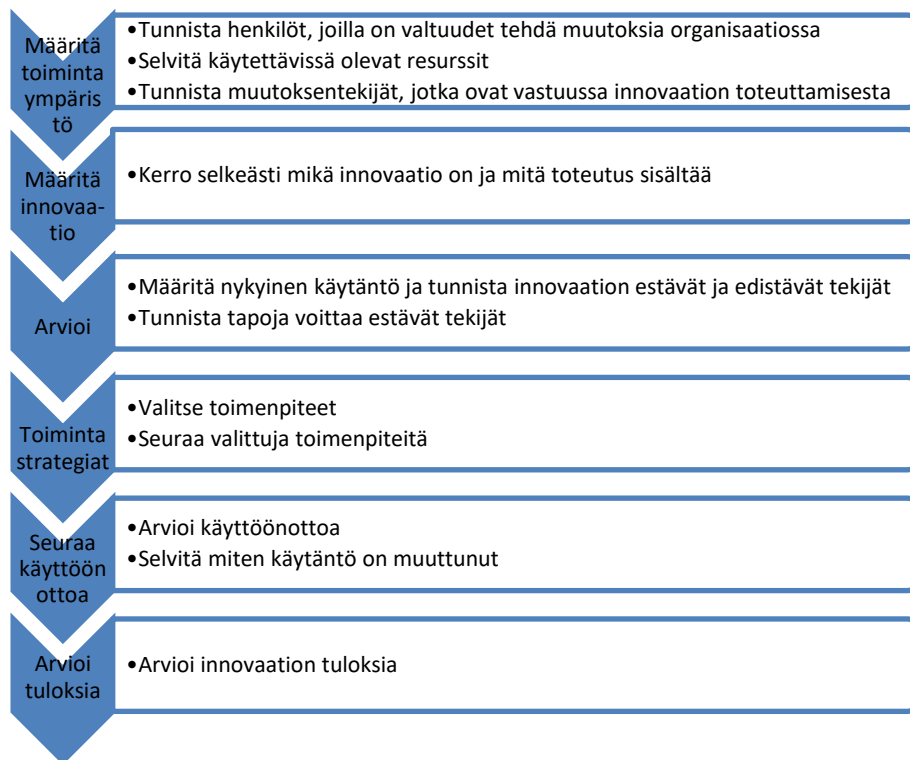 Määritä
toiminta
ympäris
tö
•Tunnista henkilöt, joilla on valtuudet tehdä muutoksia organisaatiossa
•Selvitä käytettävissä olevat resurssit
•Tunnista muutoksentekijät, jotka ovat vastuussa innovaation toteuttamisesta
Määritä
innovaa-
tio
•Kerro selkeästi mikä innovaatio on ja mitä toteutus sisältää
Arvioi
•Määritä nykyinen käytäntö ja tunnista innovaation estävät ja edistävät tekijät
•Tunnista tapoja voittaa estävät tekijät
Toiminta
strategiat
•Valitse toimenpiteet
•Seuraa valittuja toimenpiteitä
Seuraa
käyttöön
ottoa
•Arvioi käyttöönottoa
•Selvitä miten käytäntö on muuttunut
Arvioi
tuloksia
•Arvioi innovaation tuloksia